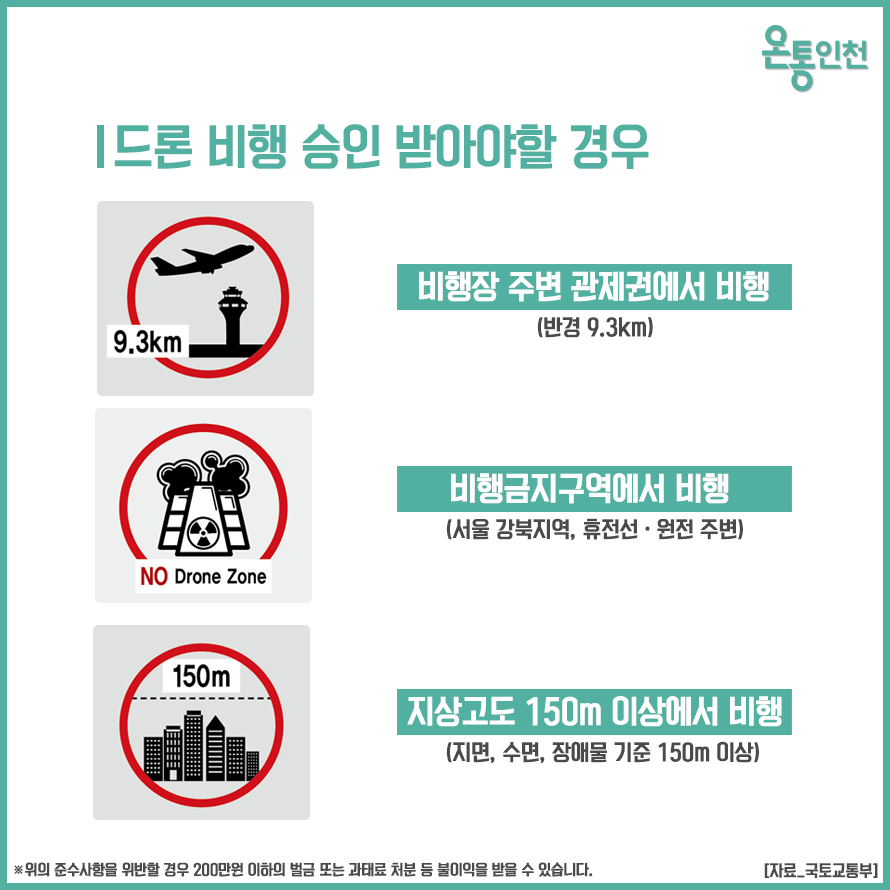 온통인천
드론 비행 승인 받아야할 경우
9.3km
비행장 주변 관제권에서 비행
(반경 9.3km)
NO Drone Zone
비행금지구역에서 비행
(서울 강북지역, 휴전선 · 원전 주변)
150m
지상고도 150m 이상에서 비행
(지면, 수면, 장애물 기준 150m 이상)
※위의 준수사항을 위반할 경우 200만원 이하의 벌금 또는 과태료 처분 등 불이익을 받을 수 있습니다.
[자료_국토교통부]